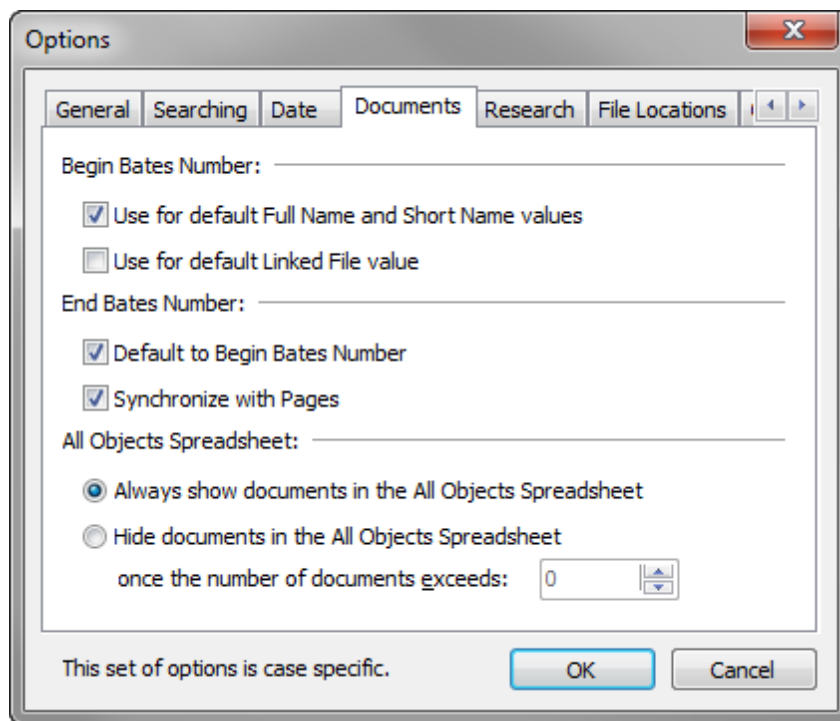 Options
General Searching Date Documents Research File Locations
Begin Bates Number:
Use for default Full Name and Short Name values
Use for default Linked File value
End Bates Number:
Default to Begin Bates Number
Synchronize with Pages
All Objects Spreadsheet:
Always show documents in the All Objects Spreadsheet
Hide documents in the All Objects Spreadsheet
once the number of documents exceeds: 0
This set of options is case specific. OK Cancel